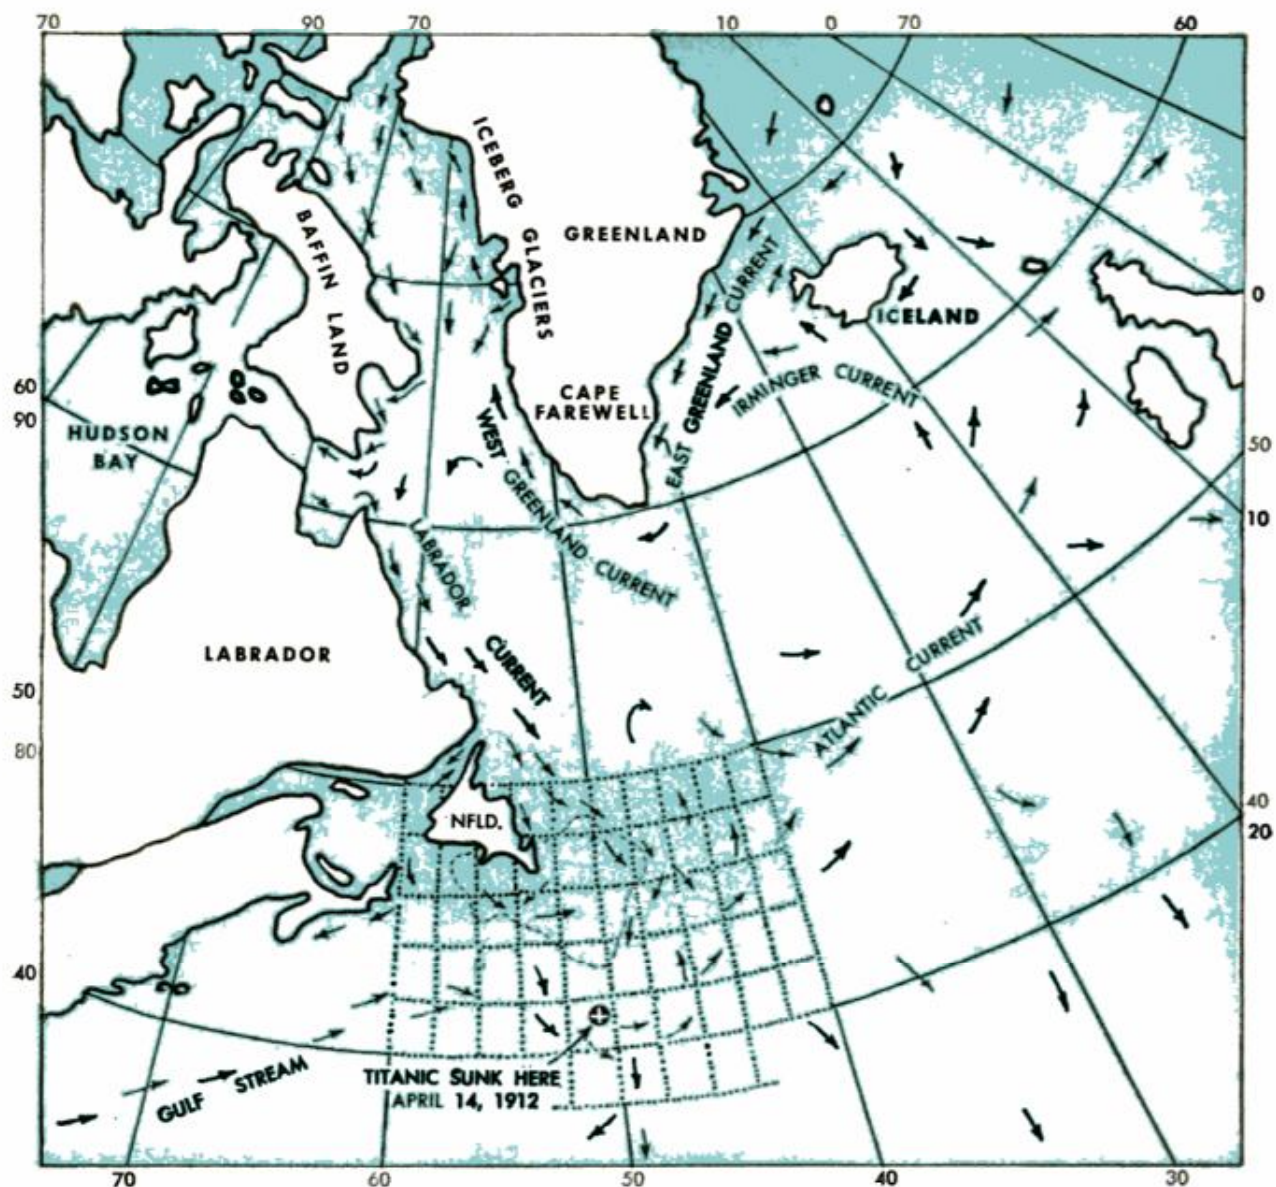 70 90 70 10 0 70 60
ICEBERG GLACIERS
GREENLAND
BAFFIN LAND
EAST GREENLAND CURRENT
ICELAND
0
IRMINGER CURRENT
CAPE
FAREWELL
60
90
HUDSON
BAY
WEST GREENLAND CURRENT
50
10
LABRADOR CURRENT
LABRADOR
50
80
ATLANTIC CURRENT
NFLD.
40
20
40
GULF STREAM
TITANIC SUNK HERE
APRIL 14, 1912
70 60 50 40 30